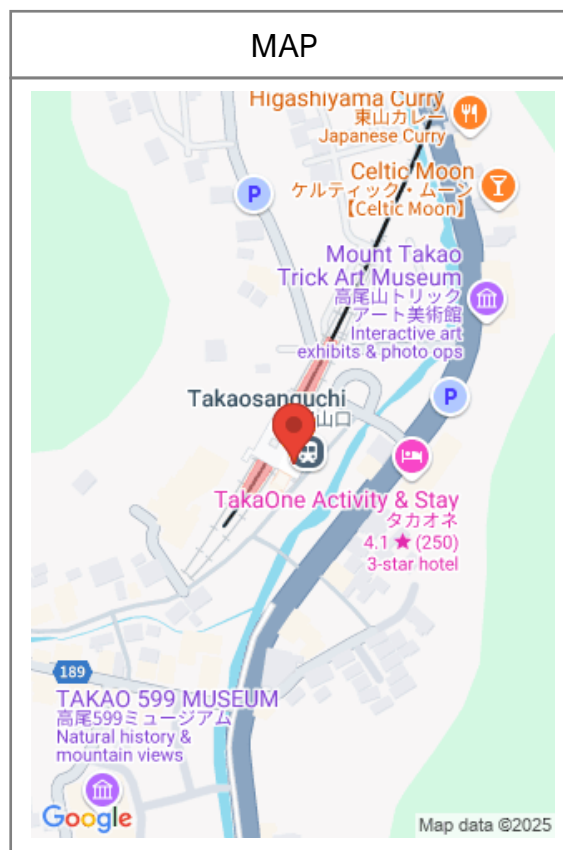 MAP
Higashiyama Curry
東山カレー
Japanese Curry
Celtic Moon
ケルティック・ムーン
【Celtic Moon】
P
Mount Takao
Trick Art Museum
高尾山トリック
アート美術館
Interactive art
exhibits & photo ops
Takaosanguchi
山口
P
TakaOne Activity & Stay
タカオネ
4.1 ★ (250)
3-star hotel
189
TAKAO 599 MUSEUM
高尾599ミュージアム
Natural history &
mountain views
Google
Map data ©2025